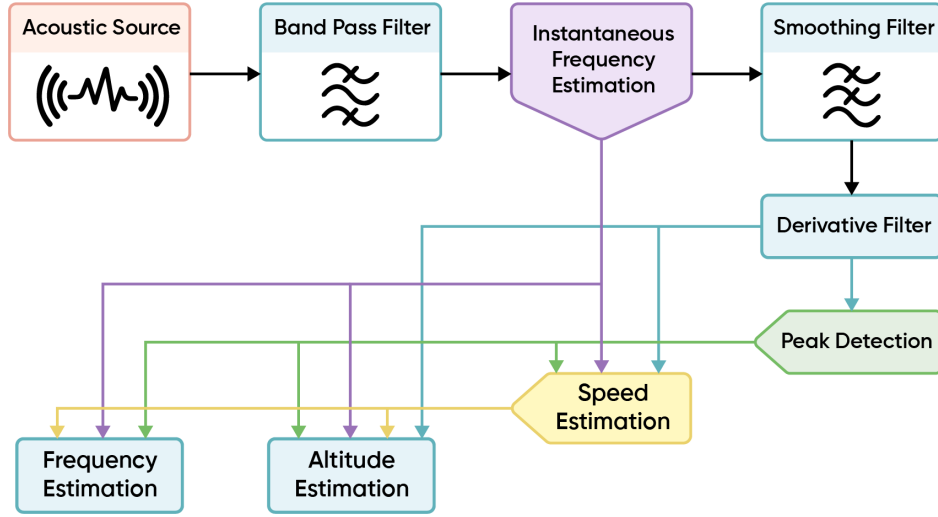 Acoustic Source
Band Pass Filter
Instantaneous
Frequency
Estimation
Smoothing Filter
Derivative Filter
Peak Detection
Speed
Estimation
Frequency
Estimation
Altitude
Estimation